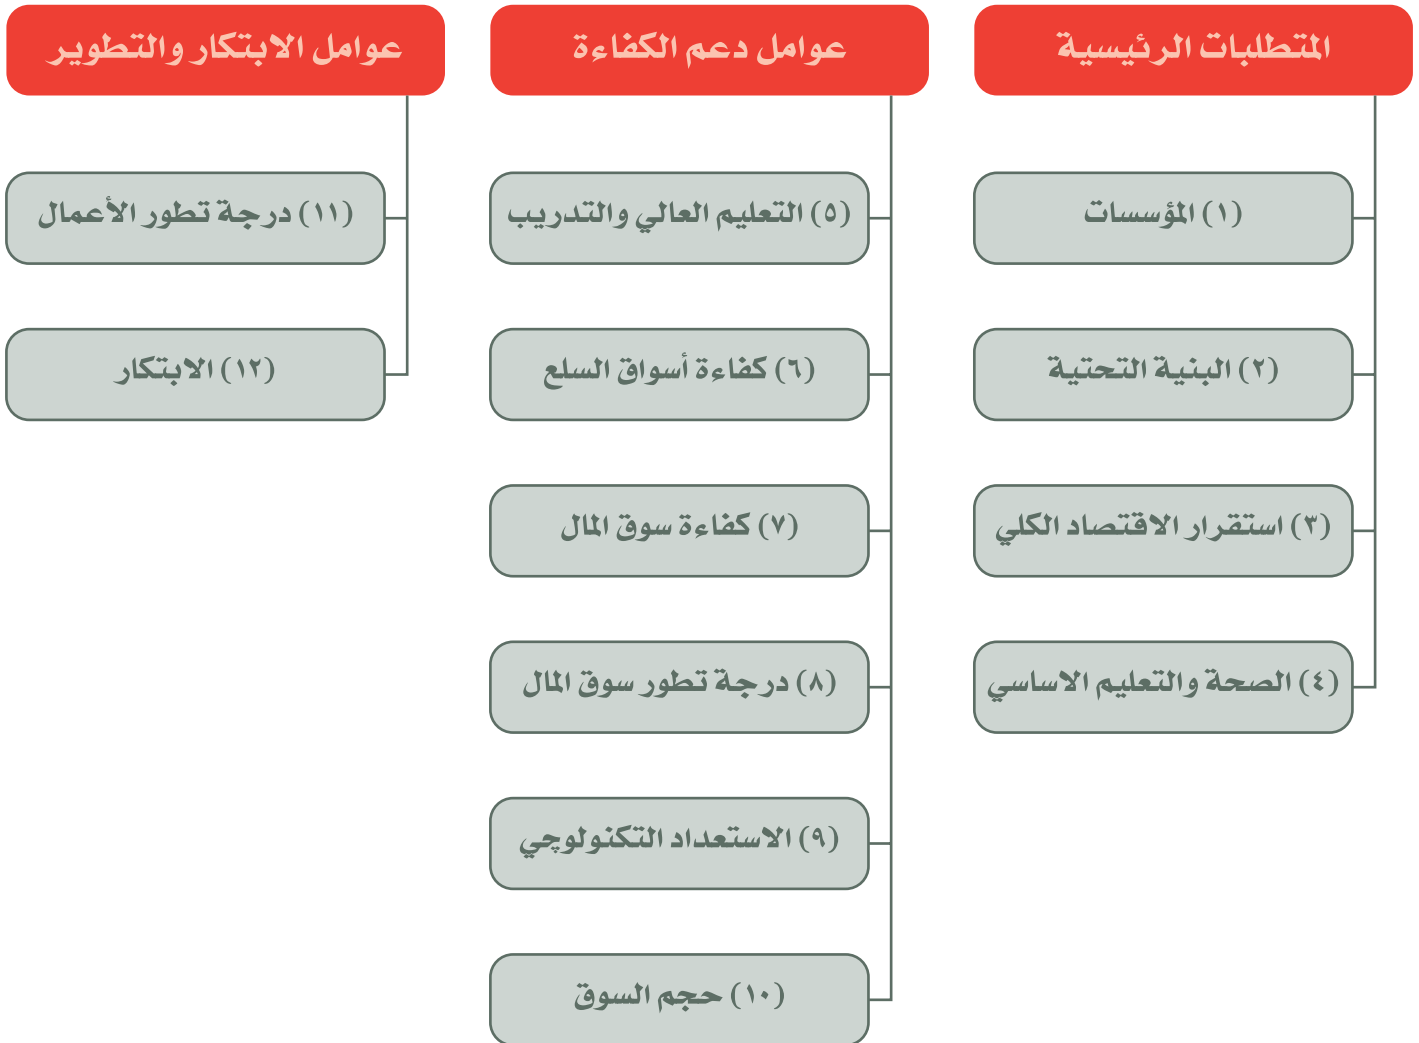 المتطلبات الرئيسية
(١) المؤسسات
(٢) البنية التحتية
(٣) استقرار الاقتصاد الكلي
(٤) الصحة والتعليم الاساسي
عوامل دعم الكفاءة
(٥) التعليم العالي والتدريب
(٦) كفاءة أسواق السلع
(٧) كفاءة سوق المال
(٨) درجة تطور سوق المال
(٩) الاستعداد التكنولوچي
(١٠) حجم السوق
عوامل الابتكار والتطوير
(١١) درجة تطور الأعمال
(١٢) الابتكار